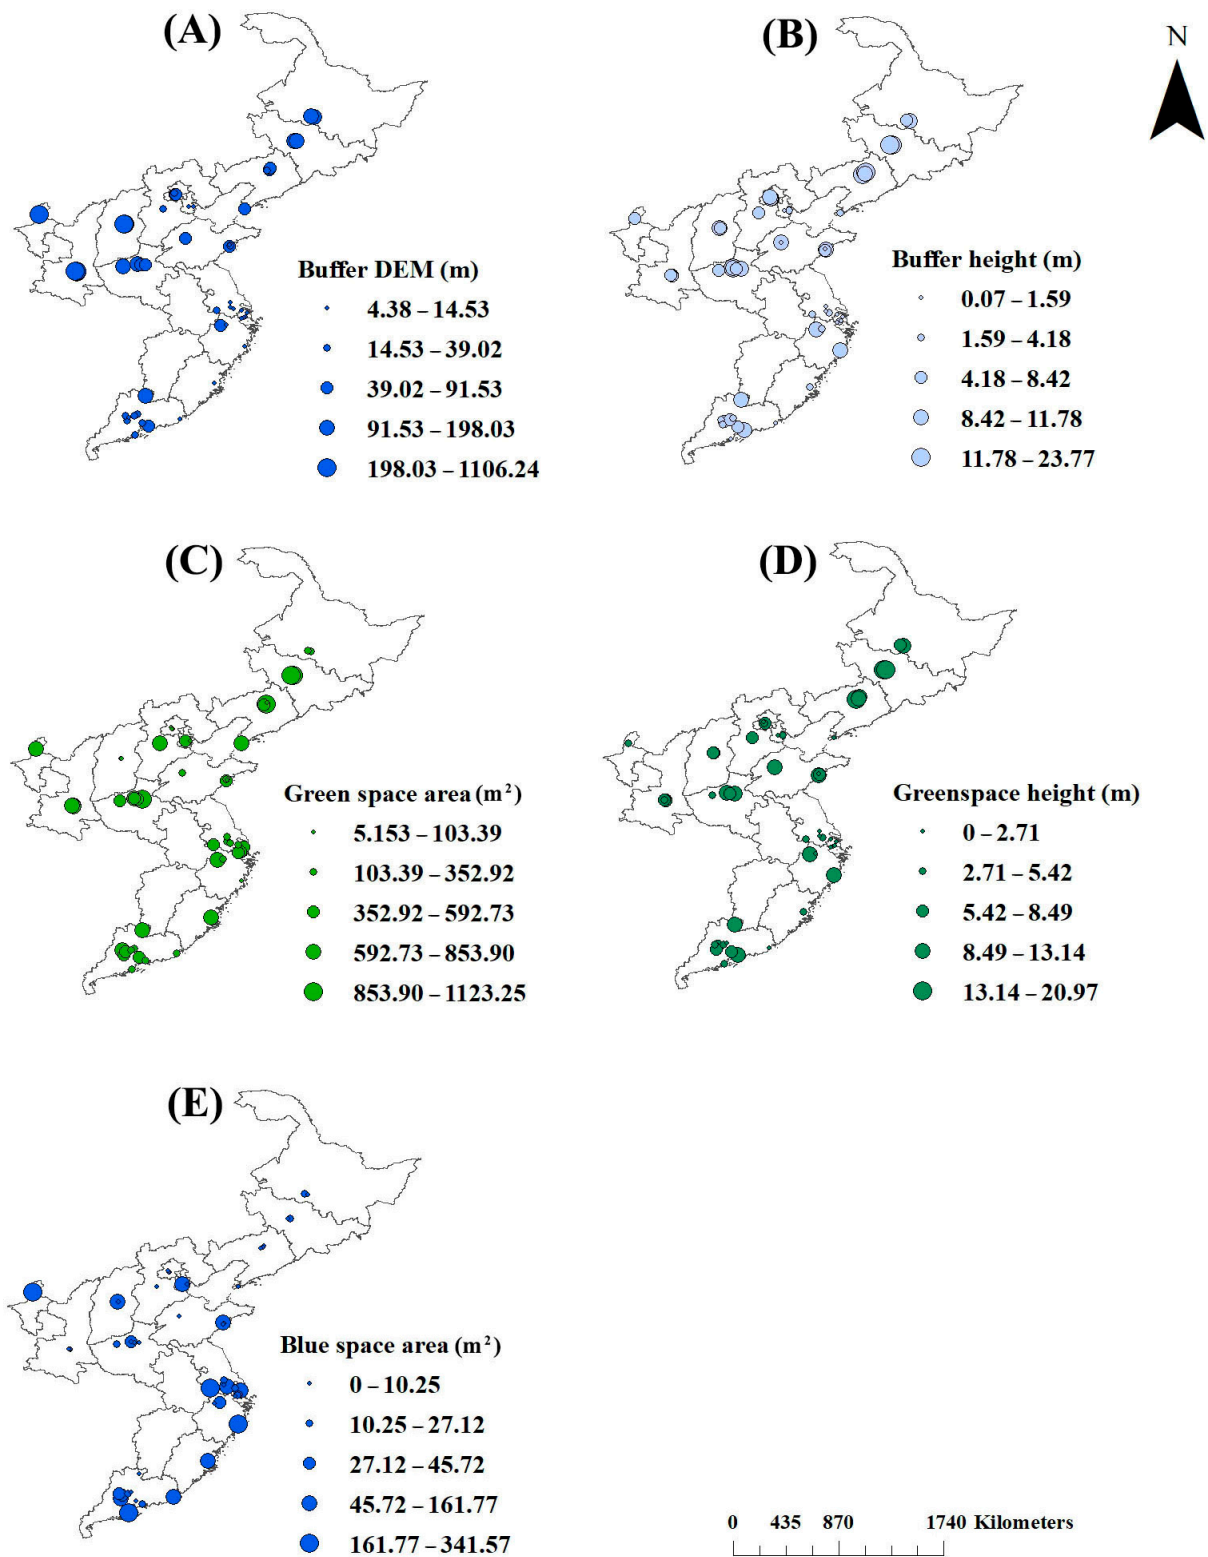 (A)
(B)
N
Buffer DEM (m)
4.38 – 14.53
14.53 – 39.02
39.02 – 91.53
91.53 – 198.03
198.03 – 1106.24
Buffer height (m)
0.07 – 1.59
1.59 – 4.18
4.18 – 8.42
8.42 – 11.78
11.78 – 23.77
(C)
(D)
Green space area (m²)
5.153 – 103.39
103.39 – 352.92
352.92 – 592.73
592.73 – 853.90
853.90 – 1123.25
Greenspace height (m)
0 – 2.71
2.71 – 5.42
5.42 – 8.49
8.49 – 13.14
13.14 – 20.97
(E)
Blue space area (m²)
0 – 10.25
10.25 – 27.12
27.12 – 45.72
45.72 – 161.77
161.77 – 341.57
0 435 870 1740 Kilometers